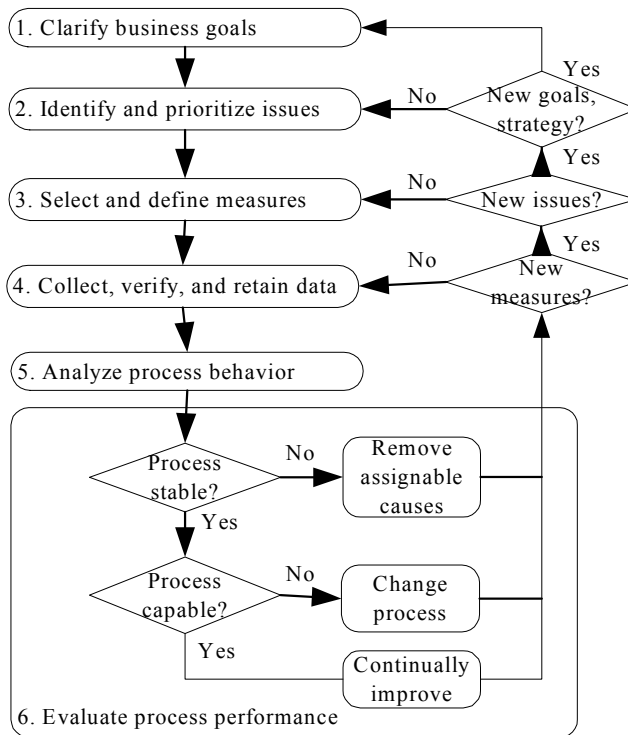 1. Clarify business goals
Yes
No
New goals,
strategy?
2. Identify and prioritize issues
Yes
No
New issues?
3. Select and define measures
Yes
No
New
measures?
4. Collect, verify, and retain data
5. Analyze process behavior
Process
stable?
No
Remove
assignable
causes
Yes
Process
capable?
No
Change
process
Yes
Continually
improve
6. Evaluate process performance